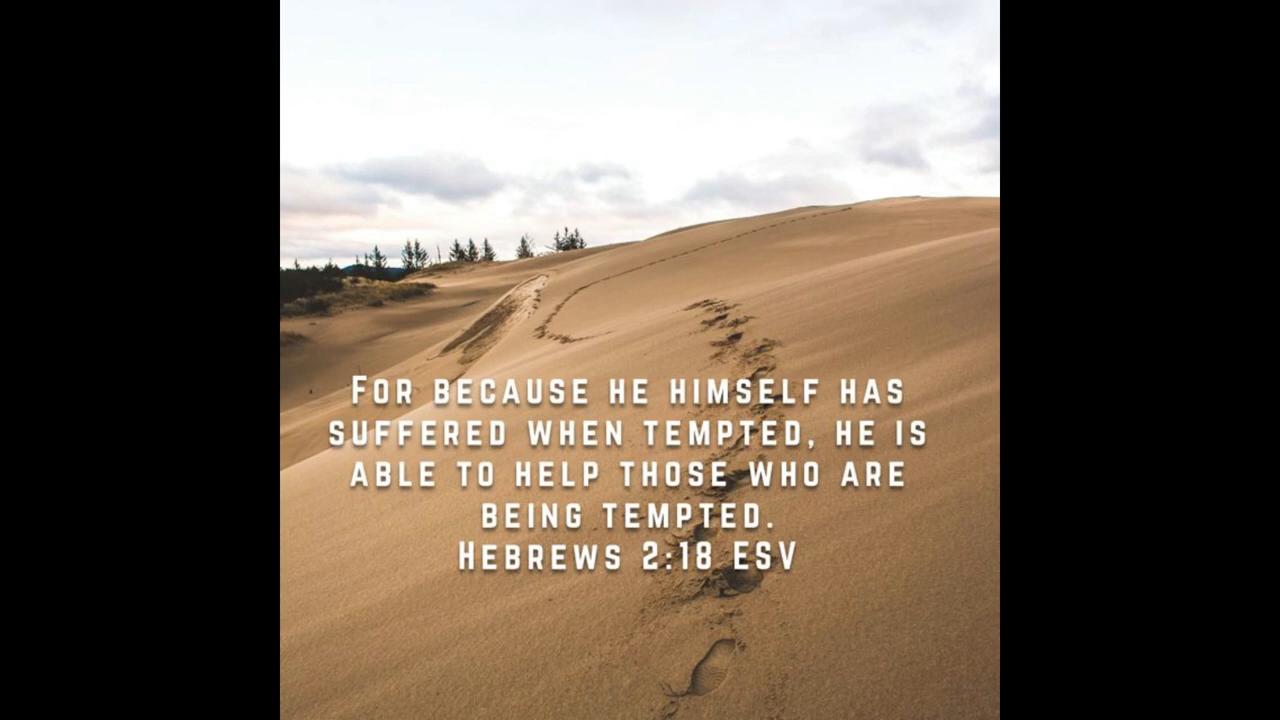 For because he himself has
suffered when tempted, he is
able to help those who are
being tempted.
Hebrews 2:18 ESV